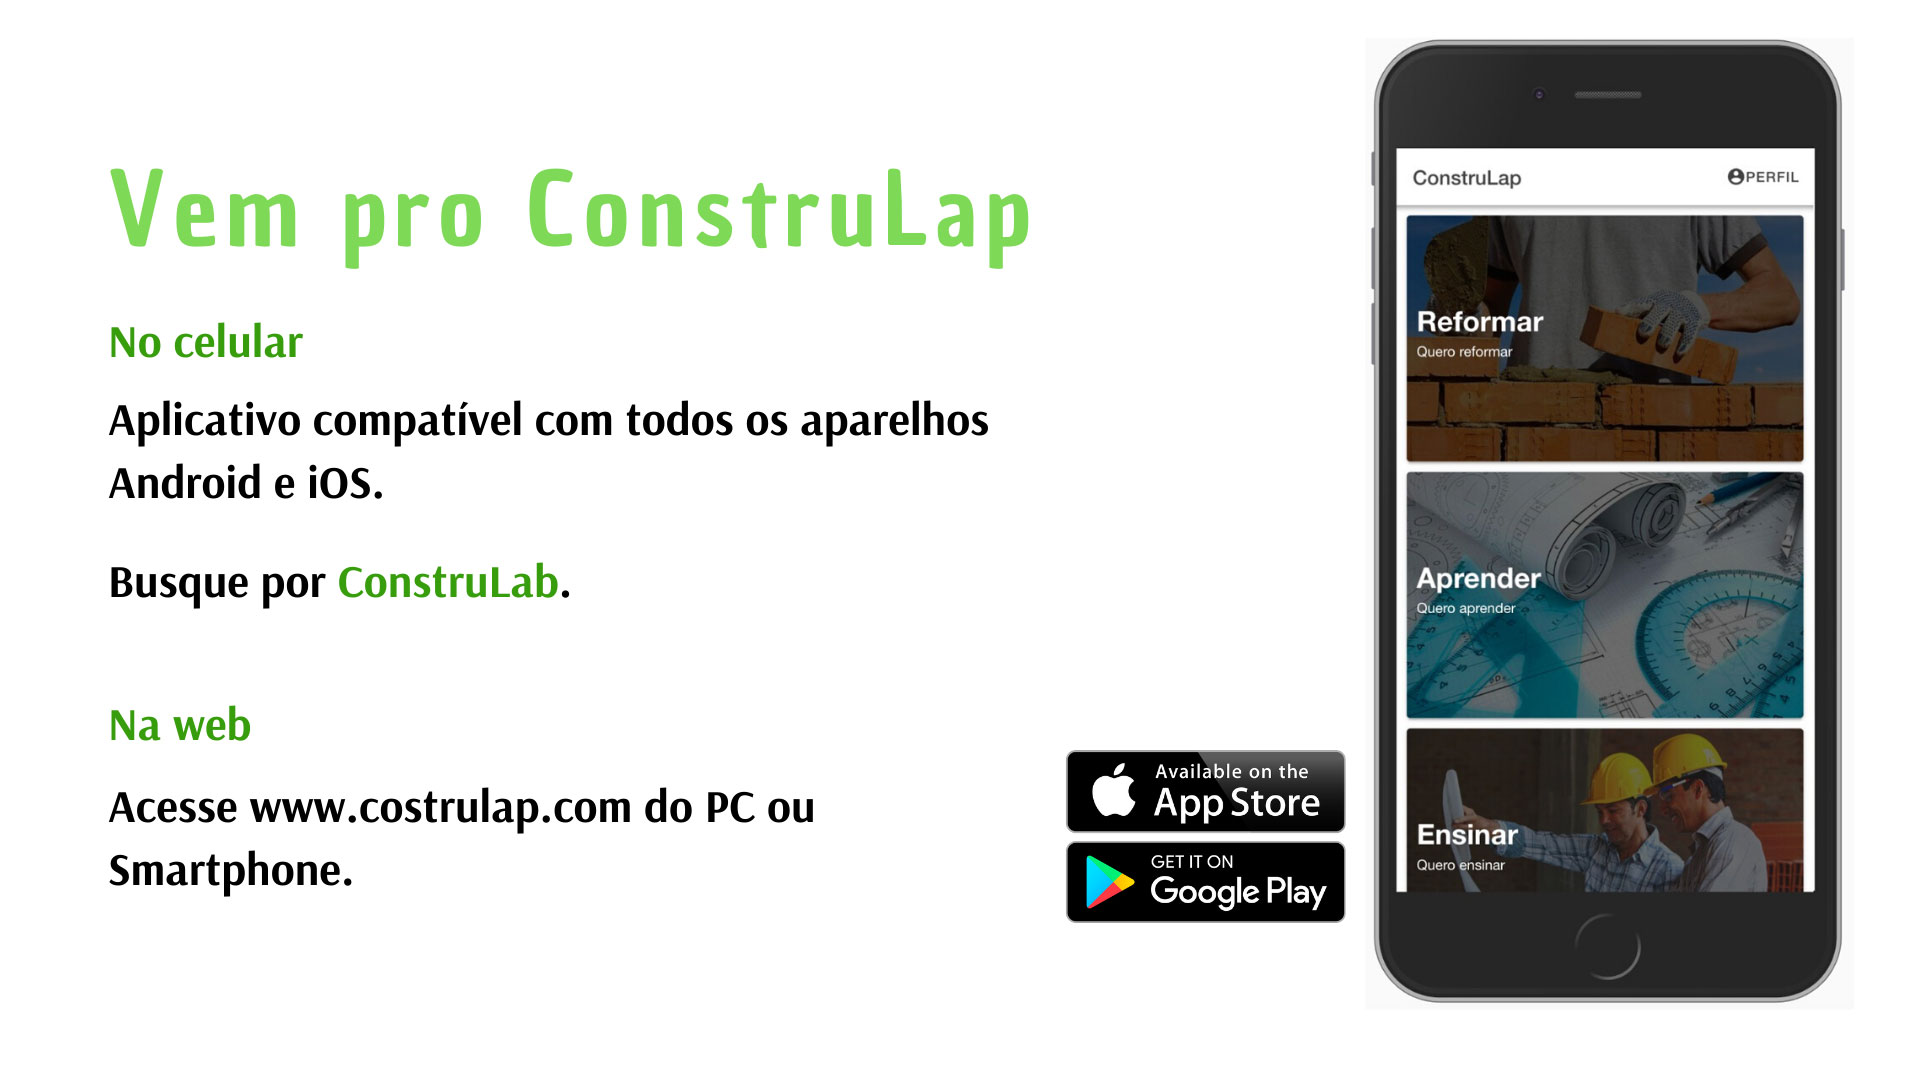 Vem pro ConstruLap
No celular
Aplicativo compatível com todos os aparelhos
Android e iOS.
Busque por ConstruLab.
Na web
Acesse www.costrulap.com do PC ou
Smartphone.
Available on the
App Store
GET IT ON
Google Play
ConstruLap
PERFIL
Reformar
Quero reformar
Aprender
Quero aprender
Ensinar
Quero ensinar